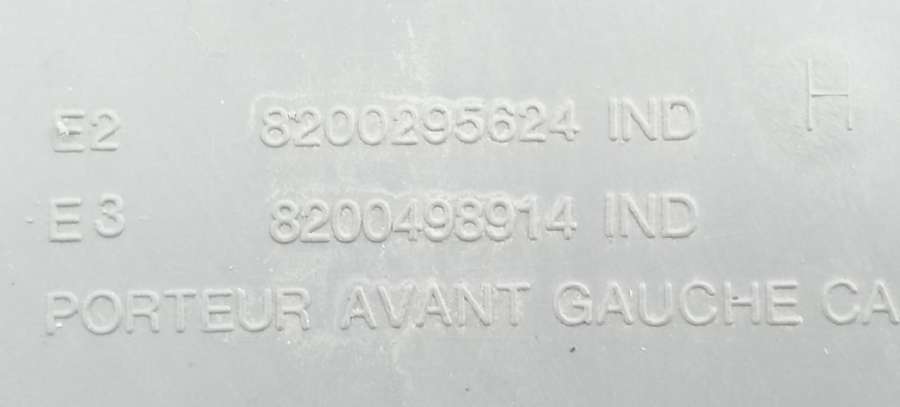 E2 8200295624 IND H
E3 8200498914 IND
PORTEUR AVANT GAUCHE CA